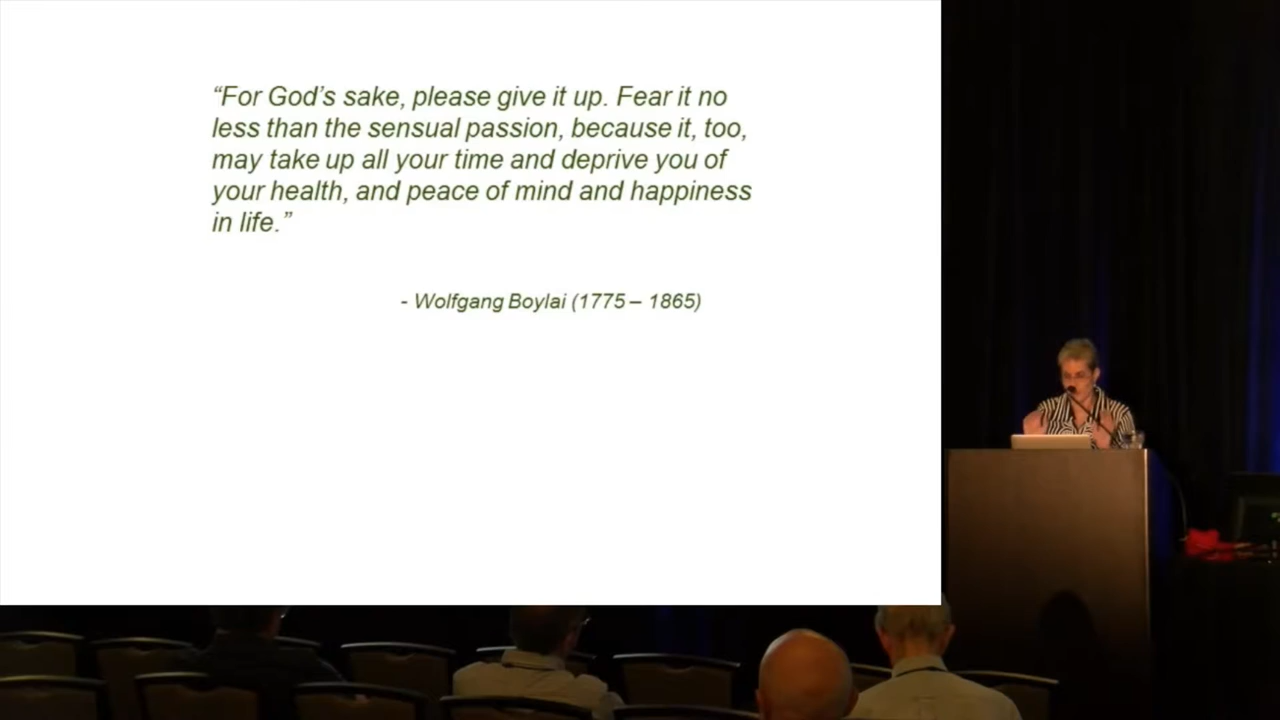 “For God’s sake, please give it up. Fear it no
less than the sensual passion, because it, too,
may take up all your time and deprive you of
your health, and peace of mind and happiness
in life.”
- Wolfgang Boylai (1775 – 1865)